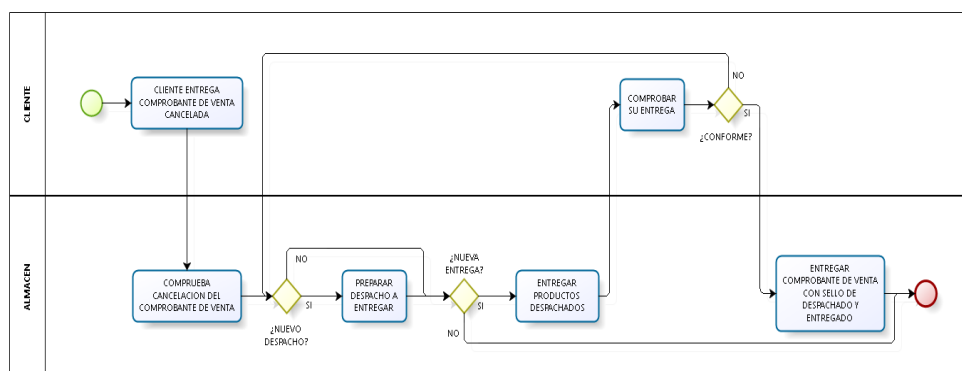 CLIENTE
CLIENTE ENTREGA
COMPROBANTE DE VENTA
CANCELADA
COMPROBAR
SU ENTREGA
NO
SI
¿CONFORME?
ALMACEN
COMPRUEBA
CANCELACION DEL
COMPROBANTE DE VENTA
NO
SI
¿NUEVO
DESPACHO?
PREPARAR
DESPACHO A
ENTREGAR
¿NUEVA
ENTREGA?
SI
NO
ENTREGAR
PRODUCTOS
DESPACHADOS
ENTREGAR
COMPROBANTE DE VENTA
CON SELLO DE
DESPACHADO Y
ENTREGADO